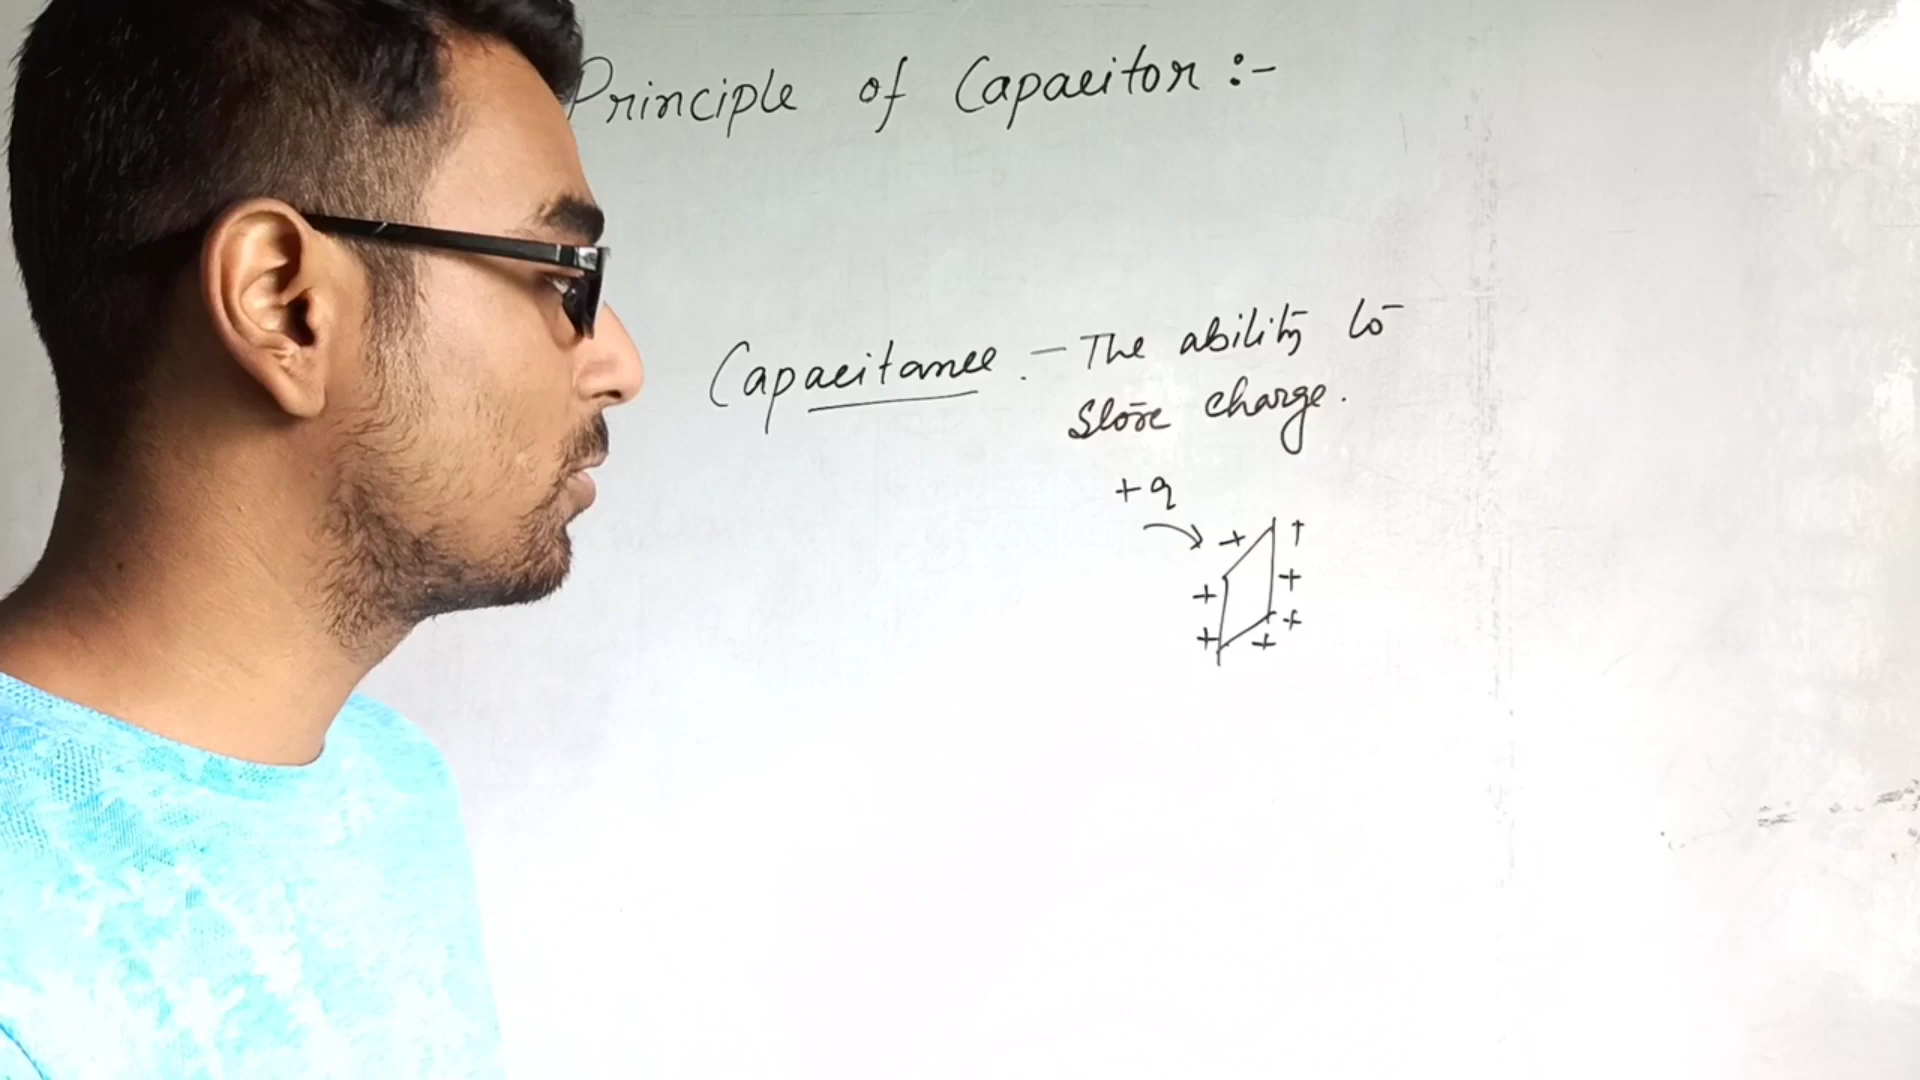 Principle of Capacitor :-
Capacitance :- The ability to
store charge.
+q
+ +
+ +
+ + +